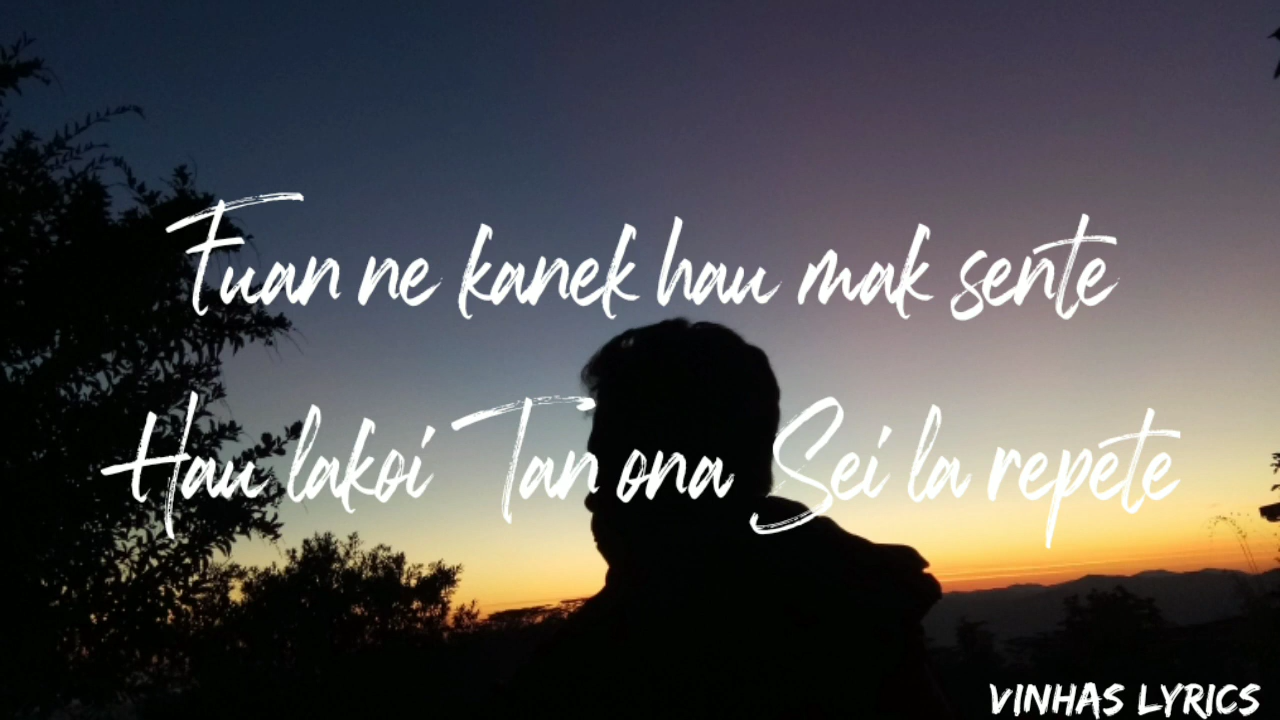 Fuan ne kanek hau mak sente
Hau lakoi Tan ona Sei la repete
VINHAS LYRICS